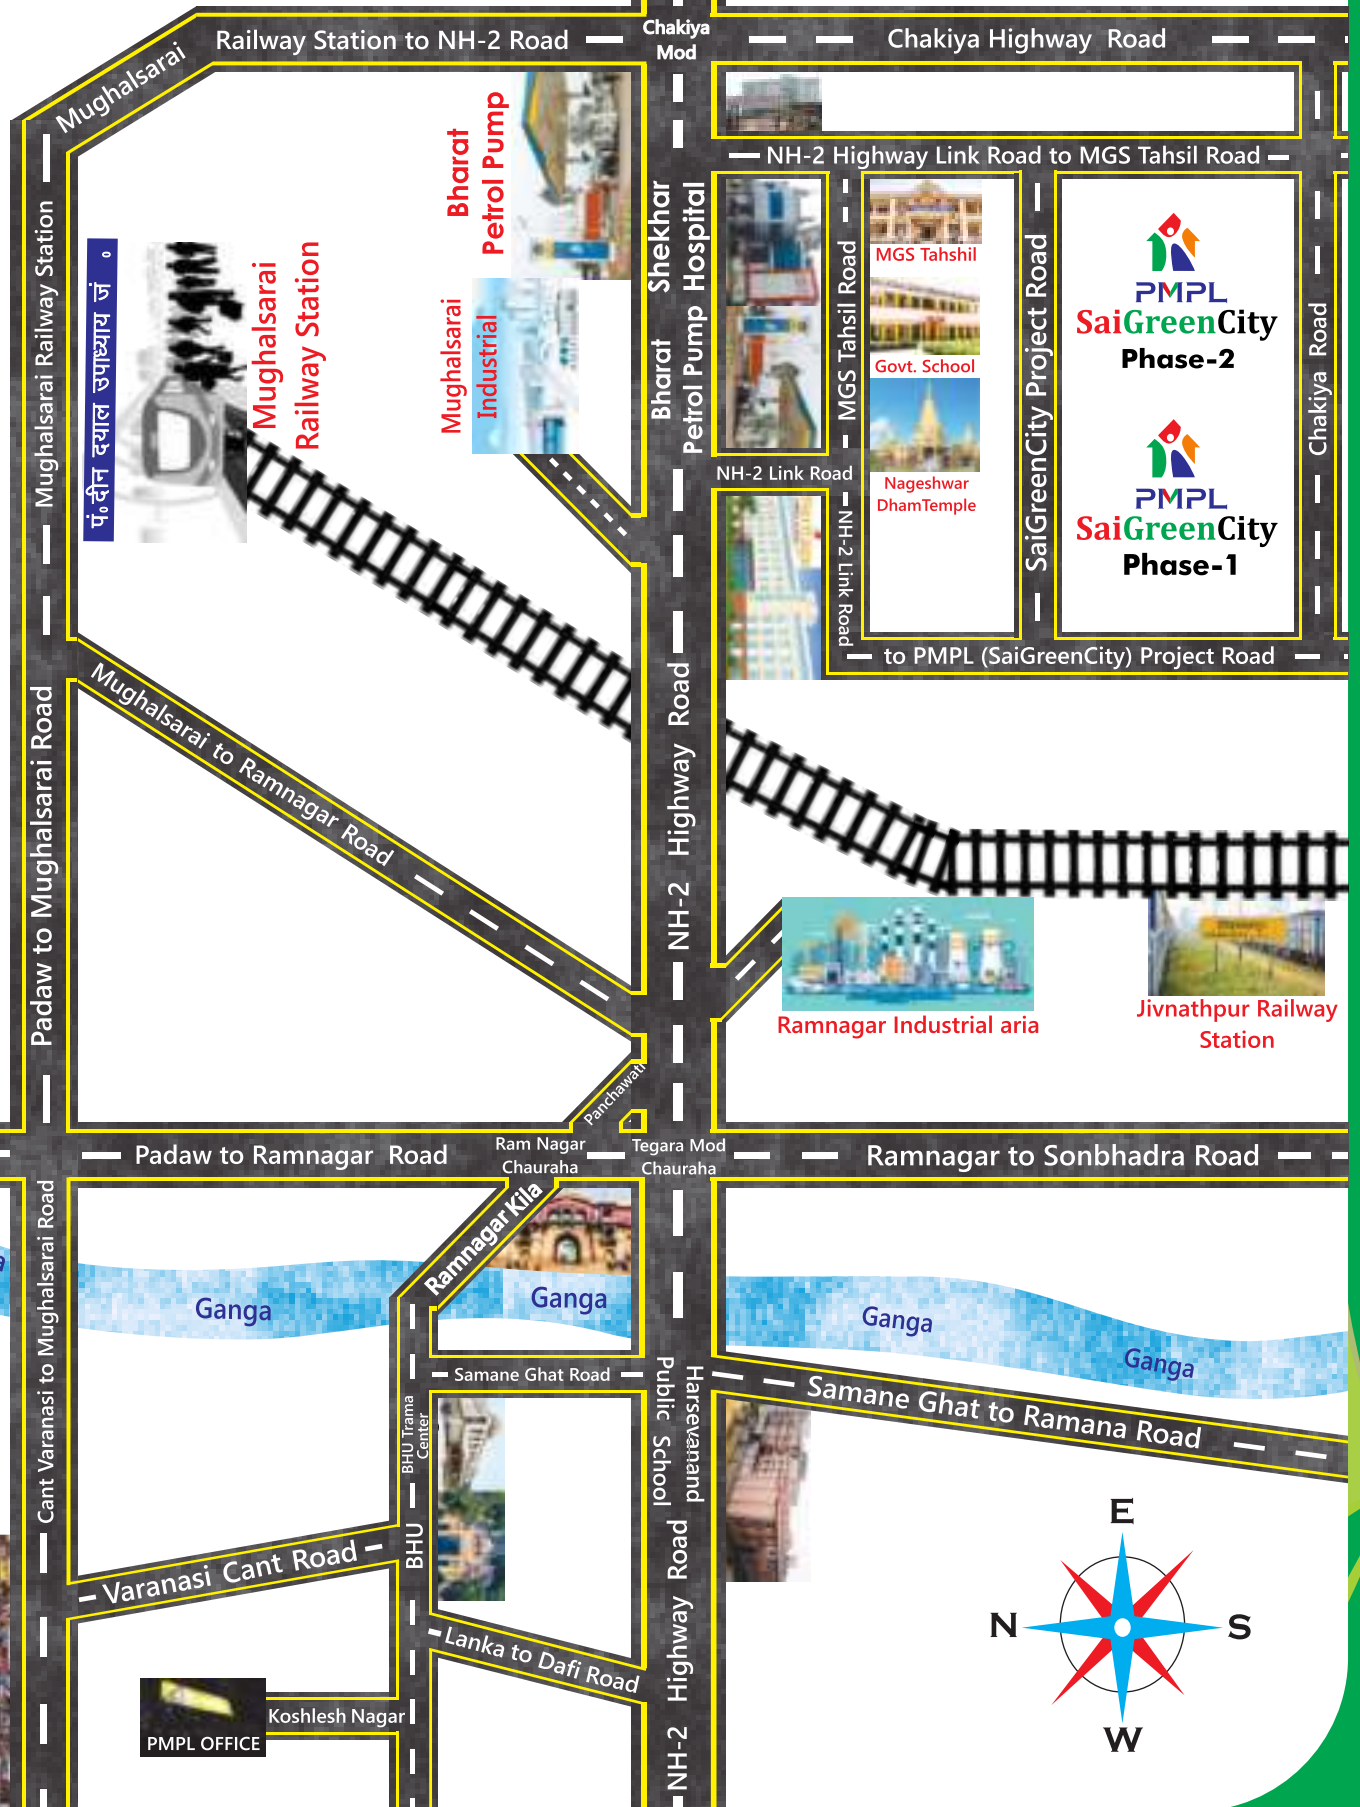 Railway Station to NH-2 Road
Chakiya
Mod
Chakiya Highway Road
Mughalsarai
NH-2 Highway Link Road to MGS Tahsil Road
Mughalsarai Railway Station
पं. दीन दयाल उपाध्याय जं॰
Mughalsarai
Railway Station
Bharat
Petrol Pump
Mughalsarai
Industrial
Shekhar
Hospital
Bharat
Petrol Pump
MGS Tahsil Road
MGS Tahshil
Govt. School
Nageshwar
DhamTemple
SaiGreenCity Project Road
PMPL
SaiGreenCity
Phase-2
PMPL
SaiGreenCity
Phase-1
Chakiya Road
NH-2 Link Road
NH-2 Link Road
to PMPL (SaiGreenCity) Project Road
Mughalsarai to Ramnagar Road
Padaw to Mughalsarai Road
NH-2 Highway Road
Ramnagar Industrial aria
Jivnathpur Railway
Station
Panchawati
Padaw to Ramnagar Road
Ram Nagar
Chauraha
Tegara Mod
Chauraha
Ramnagar to Sonbhadra Road
Cant Varanasi to Mughalsarai Road
Ramnagar Kila
Ganga
Ganga
Ganga
Ganga
Samane Ghat Road
Samane Ghat to Ramana Road
Harsevanand
Public School
BHU Trama
Center
BHU
Varanasi Cant Road
Lanka to Dafi Road
NH-2 Highway Road
Koshlesh Nagar
PMPL OFFICE
E
N
S
W